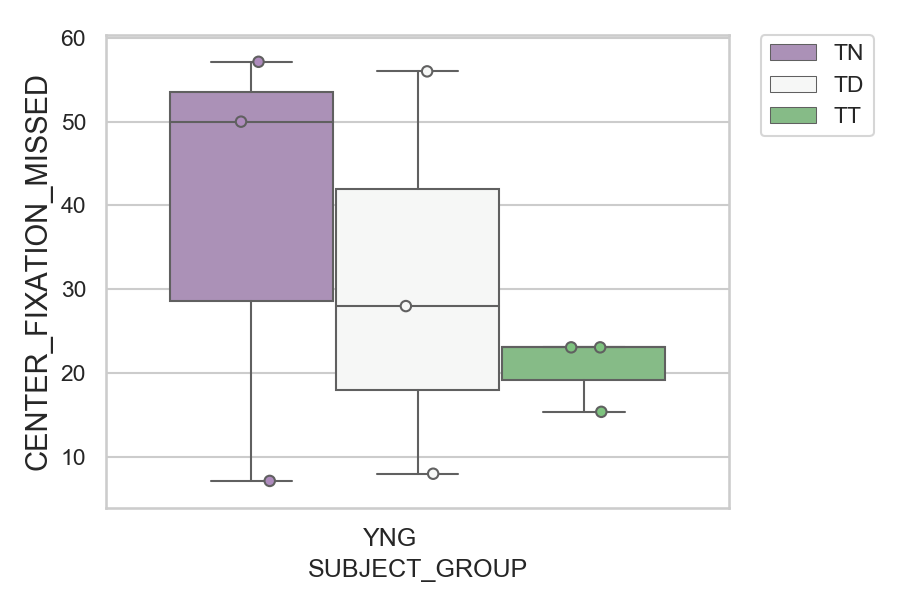 60
50
40
30
20
10
CENTER_FIXATION_MISSED
YNG
SUBJECT_GROUP
TN
TD
TT